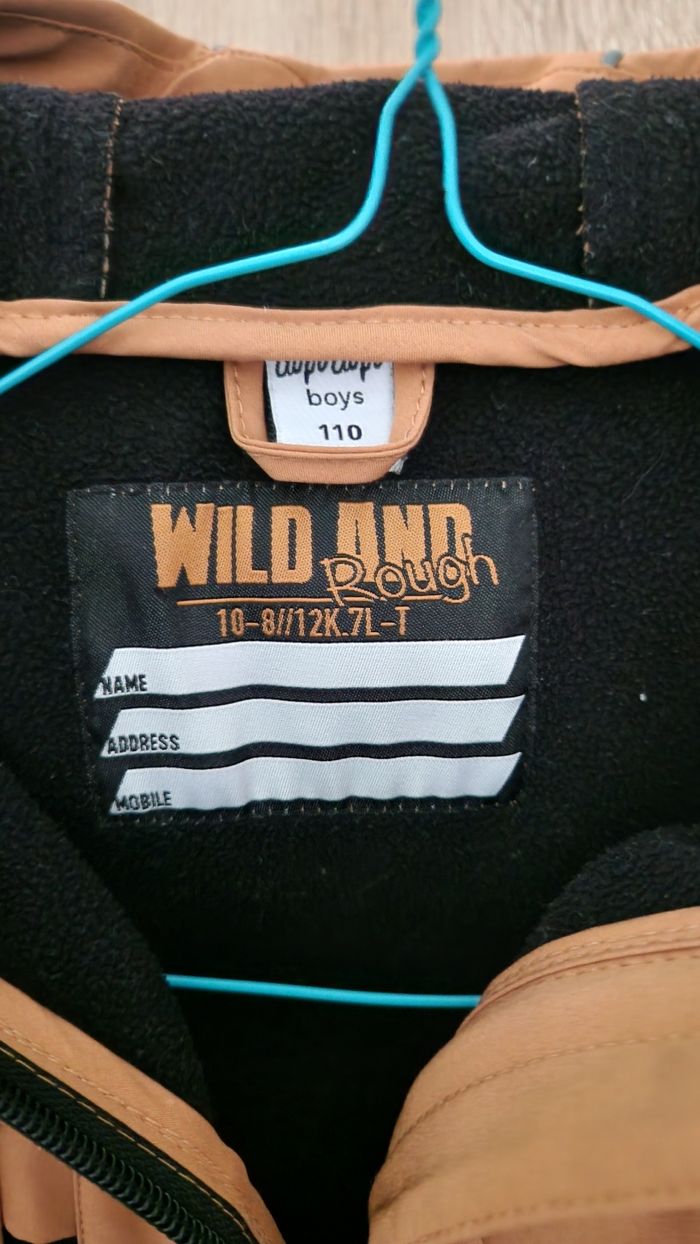 boys
110
WILD AND
Rough
10-8//12K.7L-T
NAME
ADDRESS
MOBILE